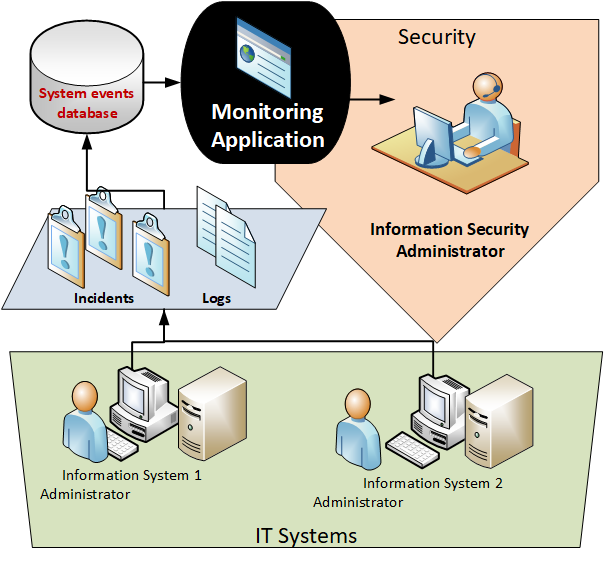 Security
System events
database
Monitoring
Application
Information Security
Administrator
Incidents
Logs
Information System 1
Administrator
Information System 2
Administrator
IT Systems